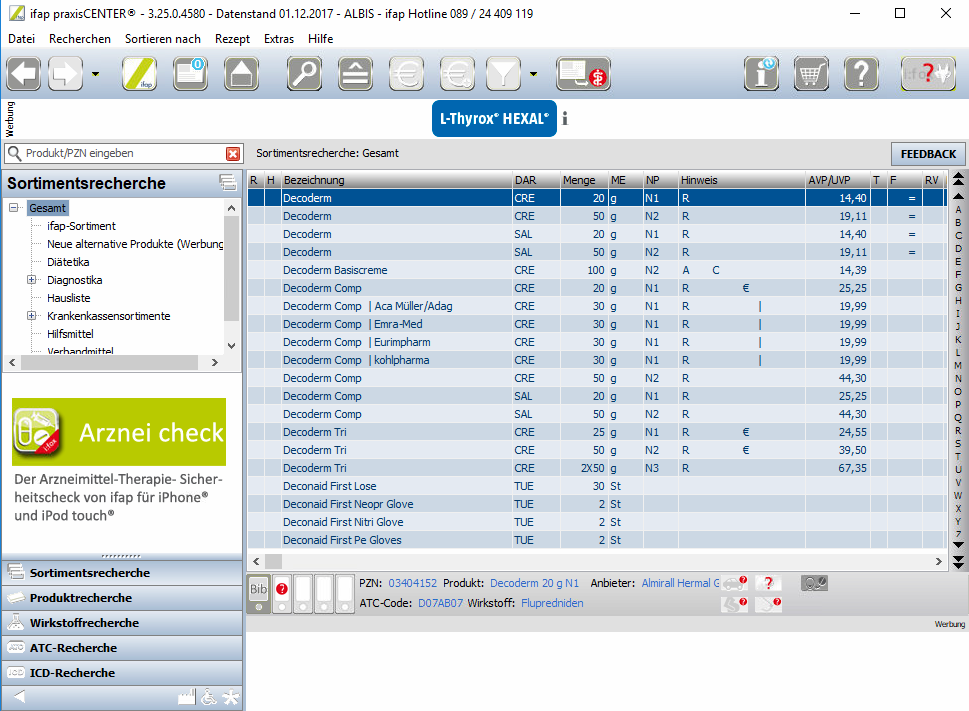 ifap praxisCENTER® - 3.25.0.4580 - Datenstand 01.12.2017 - ALBIS - ifap Hotline 089 / 24 409 119
Datei Recherchen Sortieren nach Rezept Extras Hilfe
ifap 0
Werbung
L-Thyrox® HEXAL®
Produkt/PZN eingeben
Sortimentsrecherche: Gesamt
FEEDBACK
Sortimentsrecherche
Gesamt
ifap-Sortiment
Neue alternative Produkte (Werbung
Diätetika
Diagnostika
Hausliste
Krankenkassensortimente
Hilfsmittel
Verbandmittel
R H Bezeichnung DAR Menge ME NP Hinweis AVP/UVP T F RV
Decoderm CRE 20 g N1 R 14,40 =
Decoderm CRE 50 g N2 R 19,11 =
Decoderm SAL 20 g N1 R 14,40 =
Decoderm SAL 50 g N2 R 19,11 =
Decoderm Basiscreme CRE 100 g N2 A C 14,39
Decoderm Comp CRE 20 g N1 R € 25,25
Decoderm Comp | Aca Müller/Adag CRE 30 g N1 R | 19,99
Decoderm Comp | Emra-Med CRE 30 g N1 R | 19,99
Decoderm Comp | Eurimpharm CRE 30 g N1 R | 19,99
Decoderm Comp | kohlpharma CRE 30 g N1 R | 19,99
Decoderm Comp CRE 50 g N2 R 44,30
Decoderm Comp SAL 20 g N1 R 25,25
Decoderm Comp SAL 50 g N2 R 44,30
Decoderm Tri CRE 25 g N1 R € 24,55
Decoderm Tri CRE 50 g N2 R € 39,50
Decoderm Tri CRE 2X50 g N3 R 67,35
Deconaid First Lose TUE 30 St
Deconaid First Neopr Glove TUE 2 St
Deconaid First Nitri Glove TUE 2 St
Deconaid First Pe Gloves TUE 2 St
A
B
C
D
E
F
G
H
I
J
K
L
M
N
O
P
Q
R
S
T
U
V
W
X
Y
Z
Arznei check
i:fox
Der Arzneimittel-Therapie- Sicher-
heitscheck von ifap für iPhone®
und iPod touch®
Sortimentsrecherche
Produktrecherche
Wirkstoffrecherche
ATC ATC-Recherche
ICD ICD-Recherche
Bib
PZN: 03404152 Produkt: Decoderm 20 g N1 Anbieter: Almirall Hermal G
ATC-Code: D07AB07 Wirkstoff: Flupredniden
Werbung